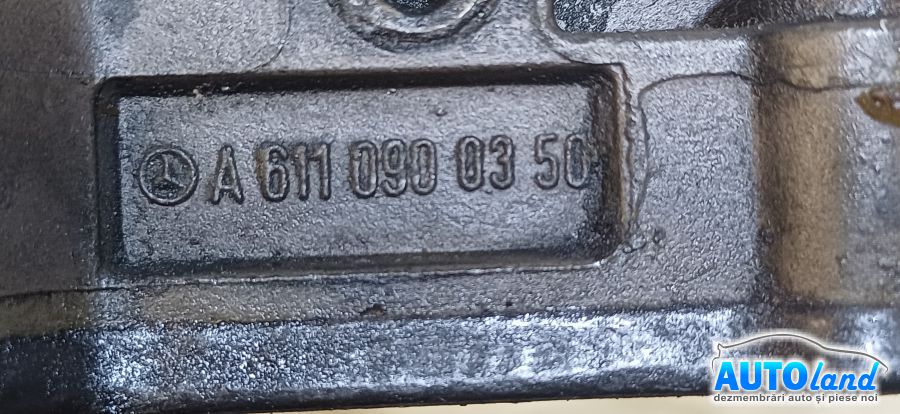 A 611 090 03 50
AUTOland
dezmembrări auto și piese noi